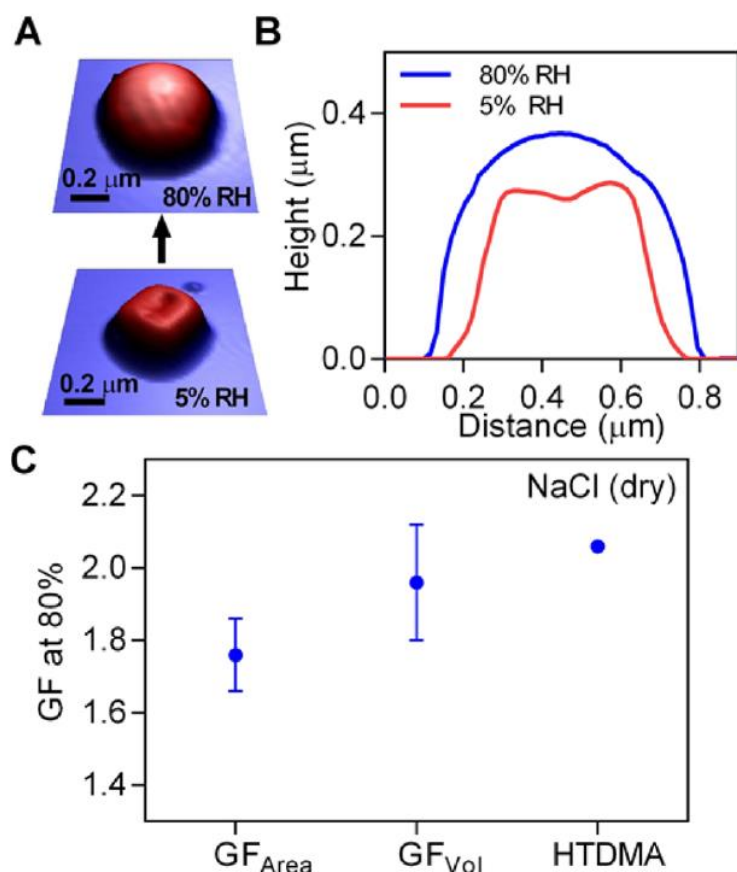 A
0.2 μm
80% RH
0.2 μm
5% RH
B
80% RH
5% RH
Height (μm)
0.4
0.2
0.0
0.0 0.2 0.4 0.6 0.8
Distance (μm)
C
NaCl (dry)
GF at 80%
2.2
2.0
1.8
1.6
1.4
GF_Area GF_Vol HTDMA